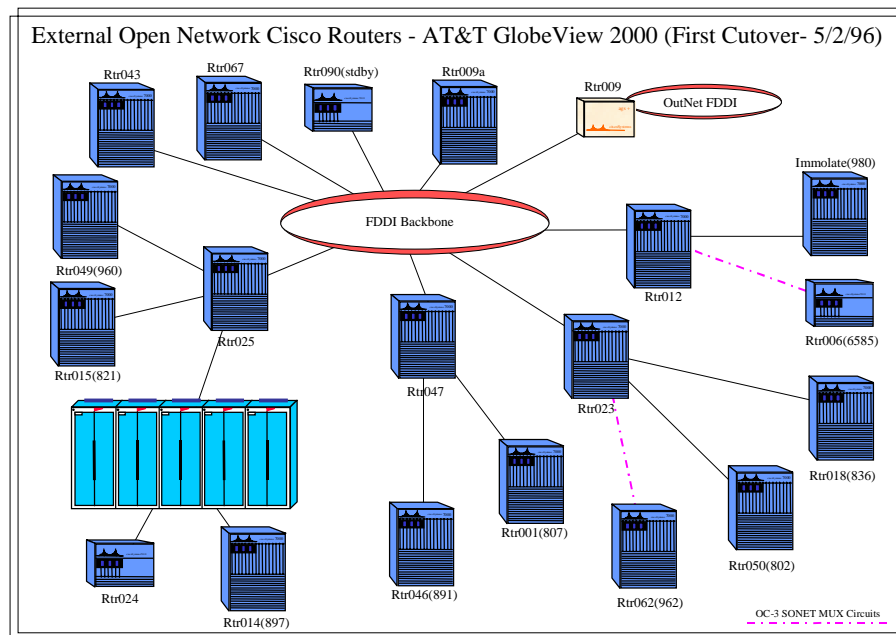 External Open Network Cisco Routers - AT&T GlobeView 2000 (First Cutover- 5/2/96)
Rtr043
Rtr067
Rtr090(stdby)
Rtr009a
Rtr009
OutNet FDDI
Immolate(980)
FDDI Backbone
Rtr049(960)
Rtr012
Rtr006(6585)
Rtr025
Rtr015(821)
Rtr047
Rtr023
Rtr018(836)
Rtr001(807)
Rtr050(802)
Rtr024
Rtr014(897)
Rtr046(891)
Rtr062(962)
OC-3 SONET MUX Circuits